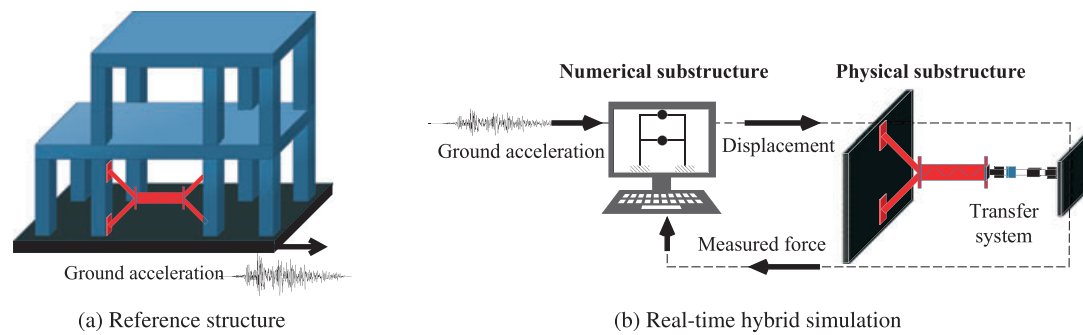 Ground acceleration
(a) Reference structure
Numerical substructure
Physical substructure
Ground acceleration
Displacement
Transfer
system
Measured force
(b) Real-time hybrid simulation